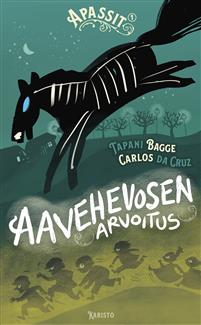 APASSIT 1
TAPANI BAGGE
CARLOS DA CRUZ
AAVEHEVOSEN
ARVOITUS
KARISTO